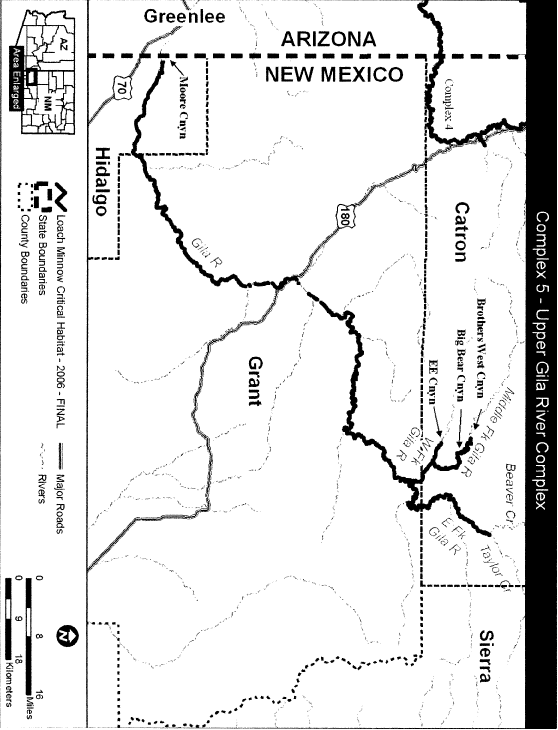 Complex 5 - Upper Gila River Complex
Greenlee
ARIZONA
NEW MEXICO
70
Moore Cnyn
Complex 4
Hidalgo
Catron
180
Gila R
Grant
Brothers West Cnyn
Big Bear Cnyn
EE Cnyn
Middle Fk Gila R
W Fk
Gila R
Beaver Cr
E Fk
Gila R
Taylor Cr
Sierra
AZ
NM
Area Enlarged
Loach Minnow Critical Habitat - 2006 - FINAL
State Boundaries
County Boundaries
Major Roads
Rivers
N
0 8 16
Miles
0 9 18
Kilometers